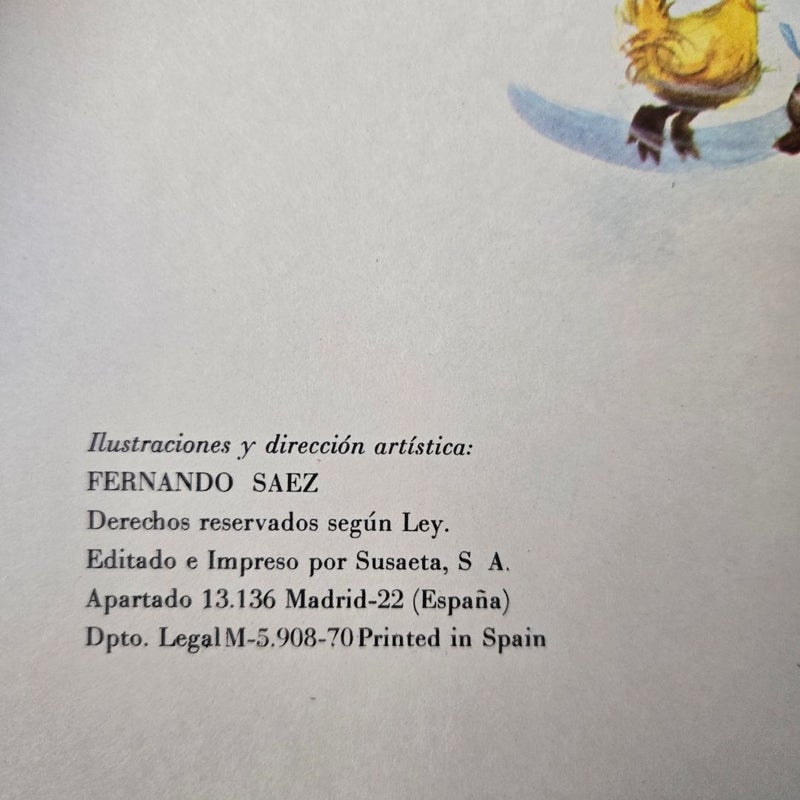 Ilustraciones y dirección artística:
FERNANDO SAEZ
Derechos reservados según Ley.
Editado e Impreso por Susaeta, S A.
Apartado 13.136 Madrid-22 (España)
Dpto. Legal M-5.908-70 Printed in Spain